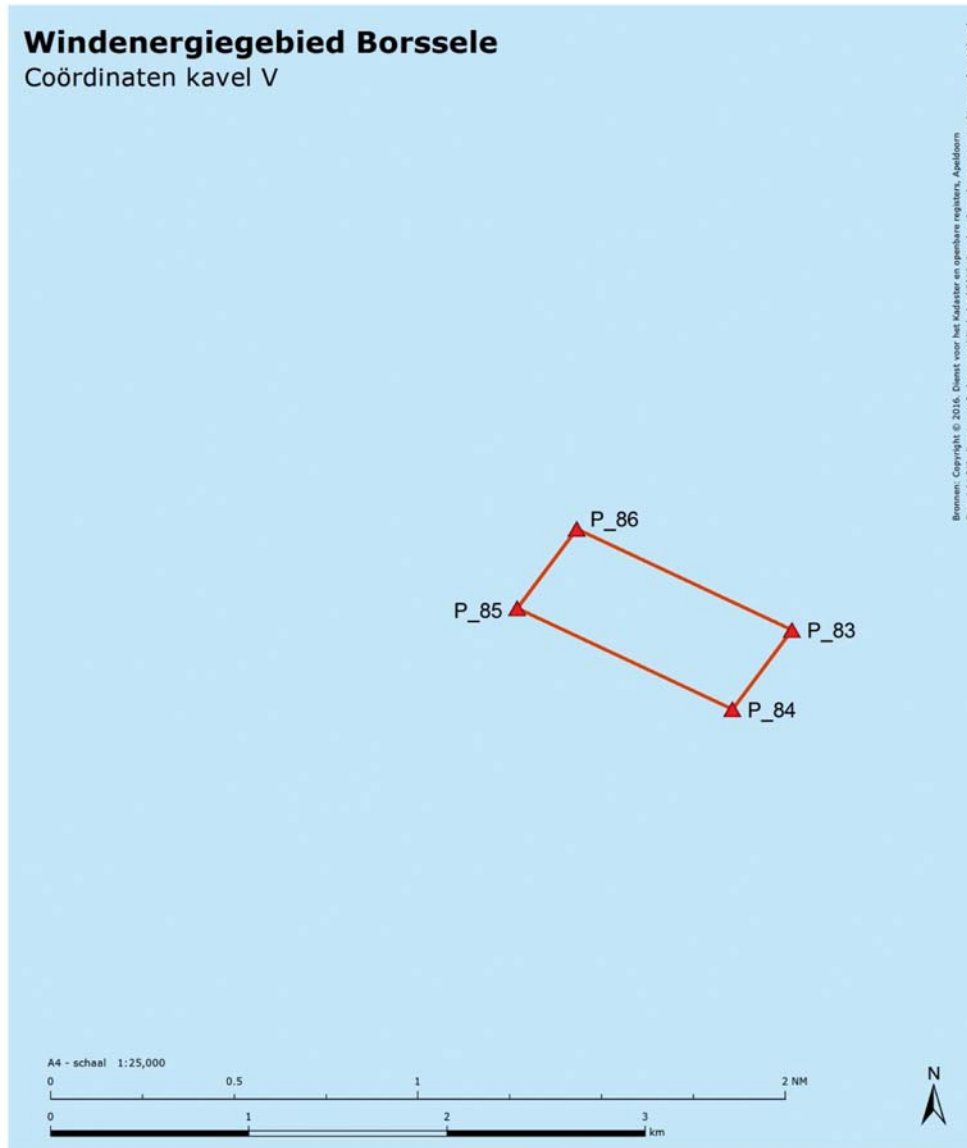 Windenergiegebied Borssele
Coördinaten kavel V
Bronnen: Copyright © 2016. Dienst voor het Kadaster en openbare registers, Apeldoorn
P_86
P_85
P_83
P_84
A4 - schaal 1:25,000
0 0.5 1 2 NM
0 1 2 3 km
N